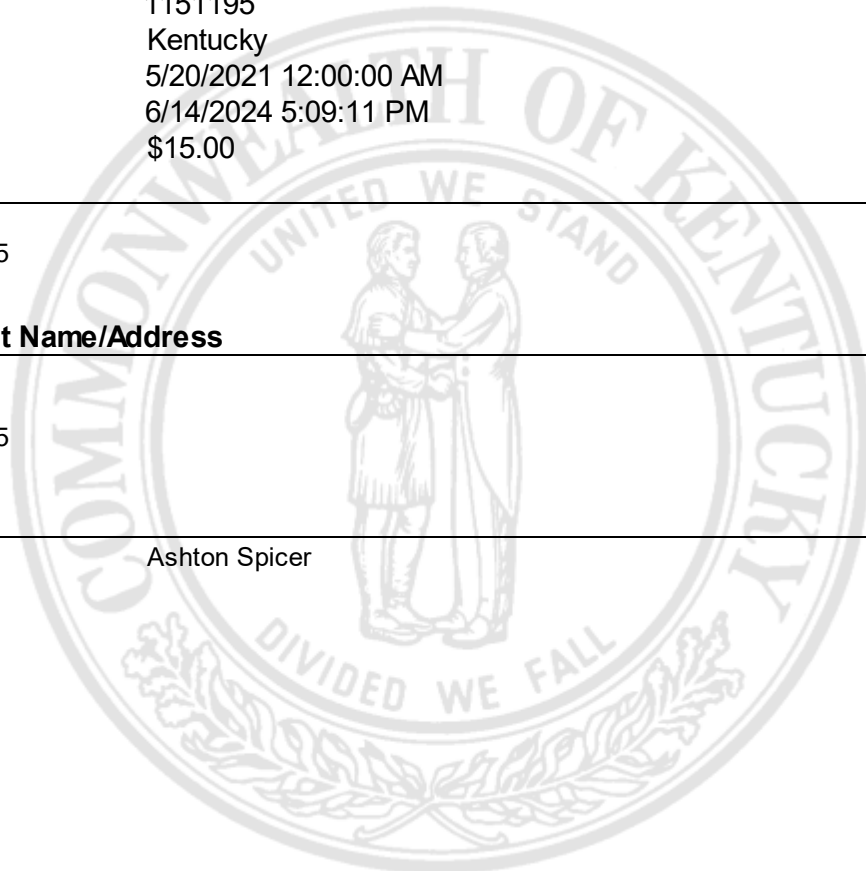 1151195
Kentucky
5/20/2021 12:00:00 AM
6/14/2024 5:09:11 PM
$15.00
COMMONWEALTH OF KENTUCKY
UNITED WE STAND
5
t Name/Address
5
Ashton Spicer
DIVIDED WE FALL